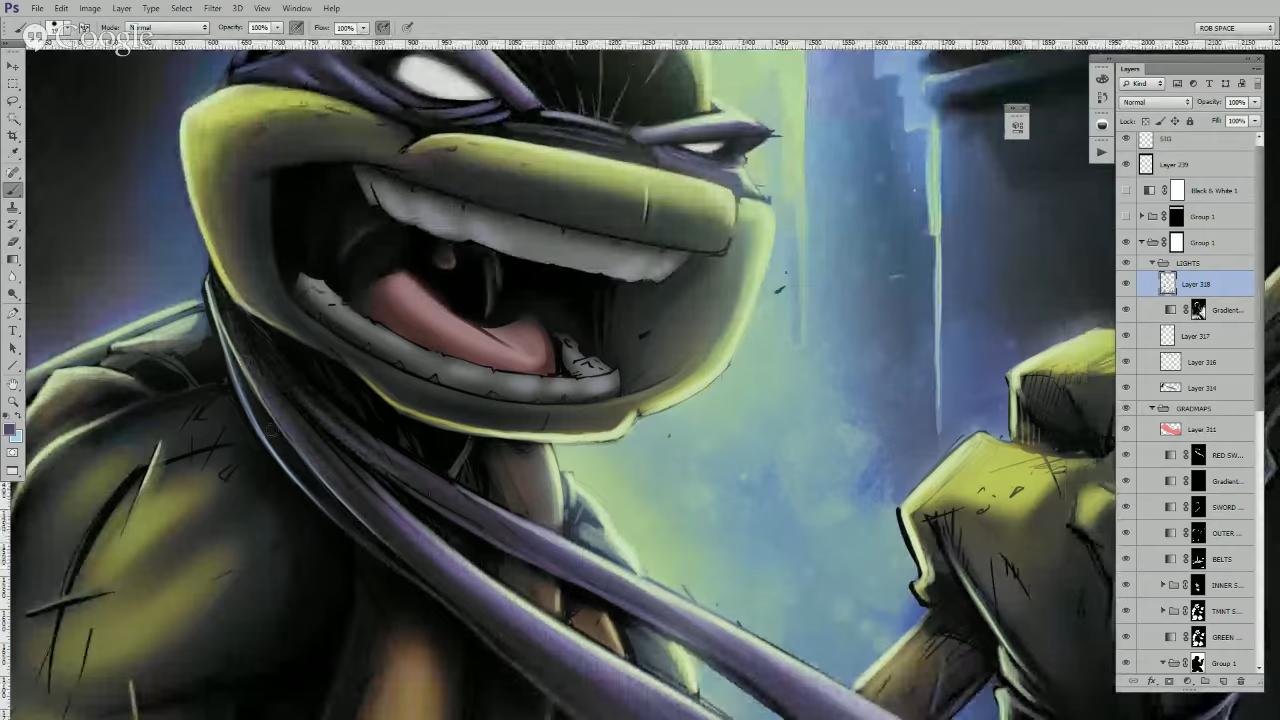 Ps File Edit Image Layer Type Select Filter 3D View Window Help
Mode: Normal Opacity: 100% Flow: 100% ROB SPACE
Google
Layers
Kind
Normal Opacity: 100%
Lock: Fill: 100%
SIG
Layer 239
Black & White 1
Group 1
Group 1
LIGHTS
Layer 318
Gradient...
Layer 317
Layer 316
Layer 314
GRADMAPS
Layer 311
RED SW...
Gradient...
SWORD ...
OUTER ...
BELTS
INNER S...
TMNT S...
GREEN ...
Group 1
fx